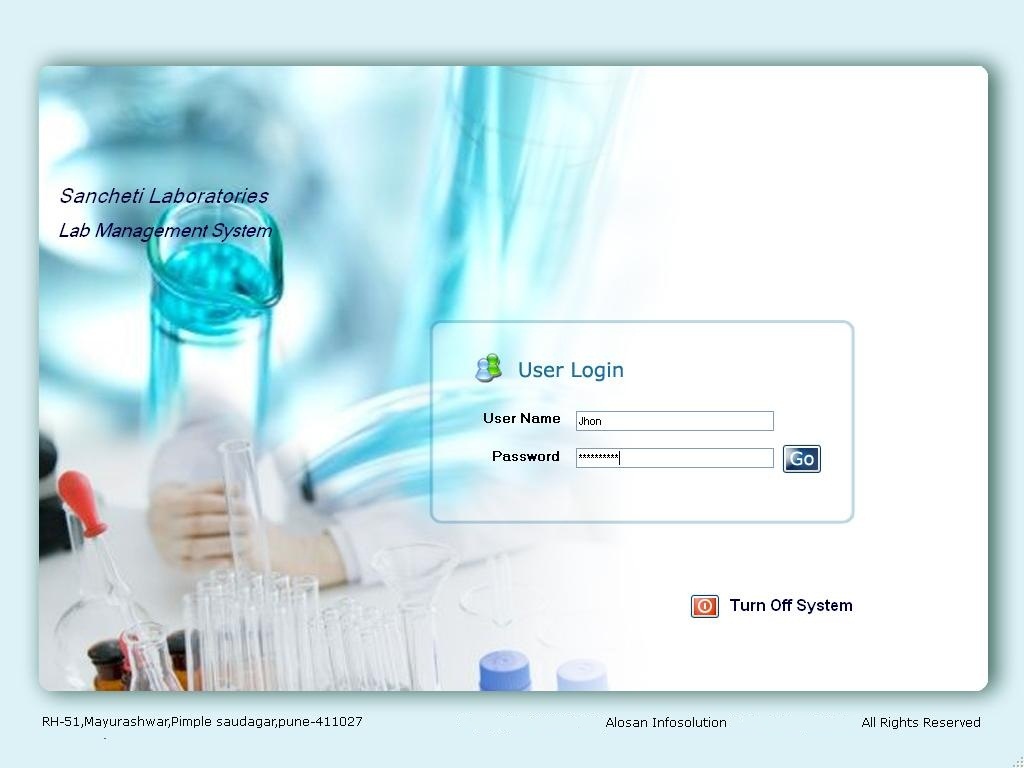 Sancheti Laboratories
Lab Management System
User Login
User Name Jhon
Password **********
Go
Turn Off System
RH-51,Mayurashwar,Pimple saudagar,pune-411027 Alosan Infosolution All Rights Reserved